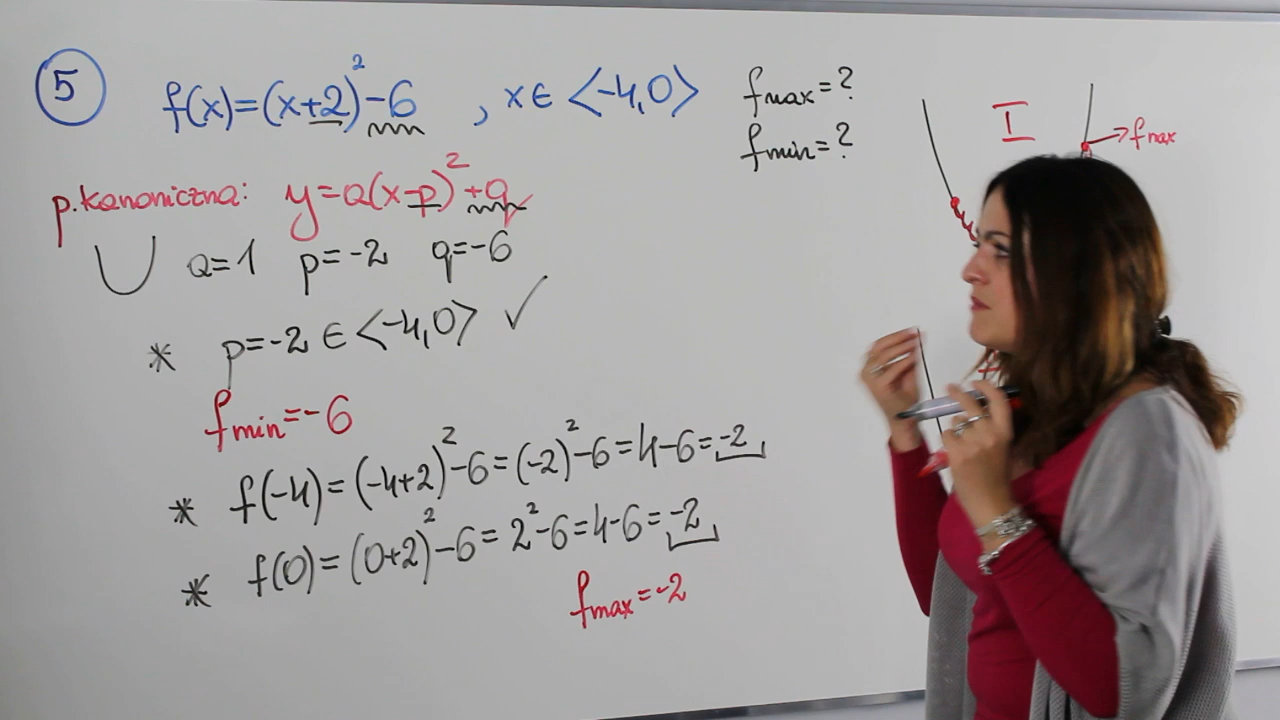 5 f(x)=(x+2)²-6 , x∈<-4,0>
fmax=?
fmin=?
I
fmax
p.kanoniczna: y=a(x-p)²+q
a=1 p=-2 q=-6
* p=-2∈<-4,0> ✓
fmin=-6
* f(-4)=(-4+2)²-6=(-2)²-6=4-6=-2
* f(0)=(0+2)²-6=2²-6=4-6=-2
fmax=-2